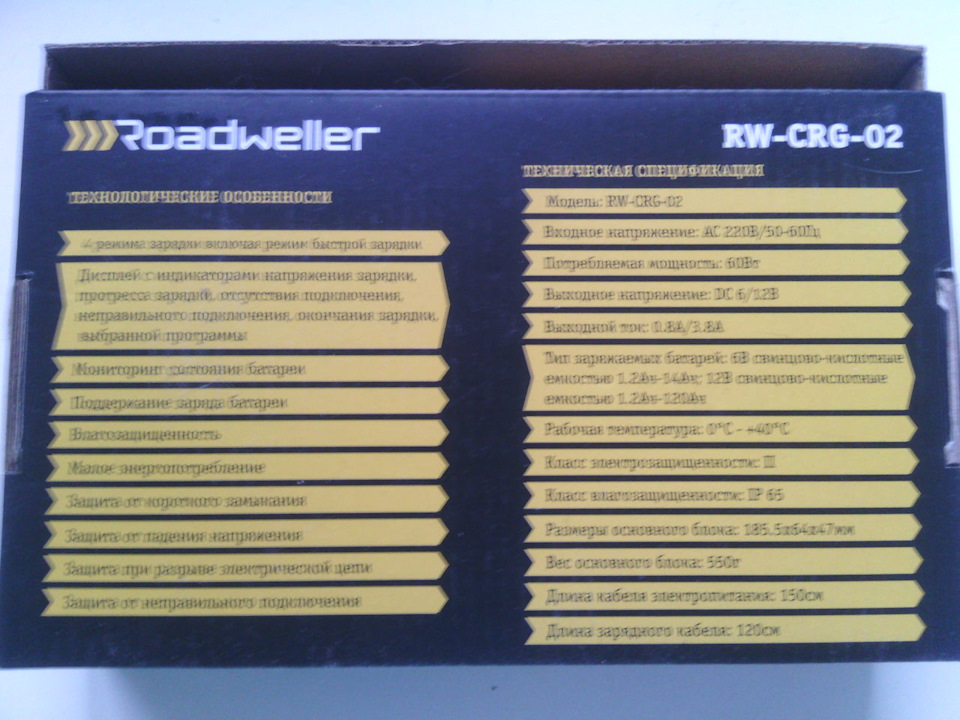 Roadweller
RW-CRG-02
ТЕХНОЛОГИЧЕСКИЕ ОСОБЕННОСТИ
4 режима зарядки включая режим быстрой зарядки
Дисплей с индикаторами напряжения зарядки,
прогресса зарядки, отсутствия подключения,
неправильного подключения, окончания зарядки,
выбранной программы
Мониторинг состояния батареи
Поддержание заряда батареи
Влагозащищенность
Малое энергопотребление
Защита от короткого замыкания
Защита от падения напряжения
Защита при разрыве электрической цепи
Защита от неправильного подключения
ТЕХНИЧЕСКАЯ СПЕЦИФИКАЦИЯ
Модель: RW-CRG-02
Входное напряжение: AC 220В/50-60Гц
Потребляемая мощность: 60Вт
Выходное напряжение: DC 6/12В
Выходной ток: 0.8А/3.8А
Тип заряжаемых батарей: 6В свинцово-кислотные
емкостью 1.2Ач-14Ач; 12В свинцово-кислотные
емкостью 1.2Ач-120Ач
Рабочая температура: 0°С - +40°С
Класс электрозащищенности: II
Класс влагозащищенности: IP 65
Размеры основного блока: 185.5x64x47мм
Вес основного блока: 550г
Длина кабеля электропитания: 150см
Длина зарядного кабеля: 120см